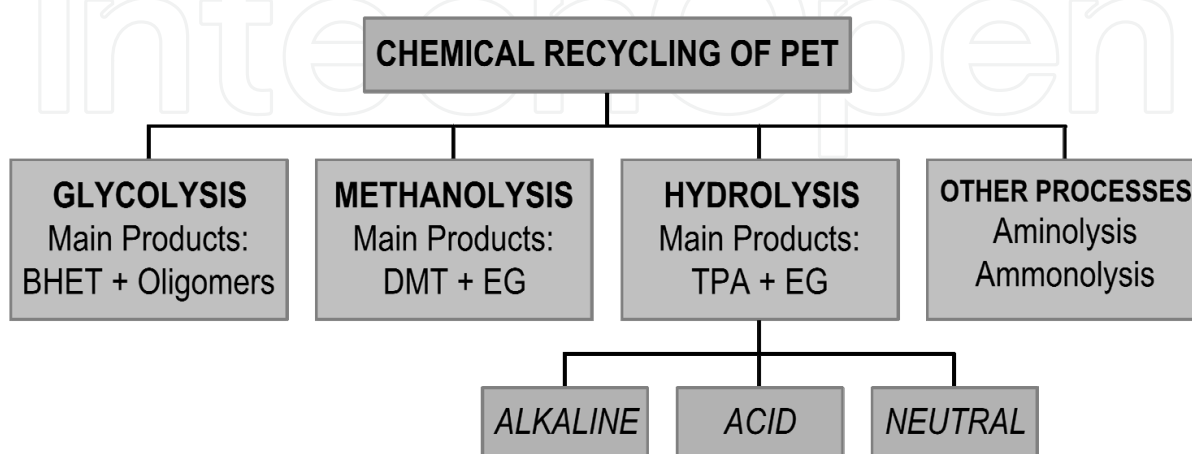 IntechOpen
CHEMICAL RECYCLING OF PET
GLYCOLYSIS
Main Products:
BHET + Oligomers
METHANOLYSIS
Main Products:
DMT + EG
HYDROLYSIS
Main Products:
TPA + EG
OTHER PROCESSES
Aminolysis
Ammonolysis
ALKALINE
ACID
NEUTRAL